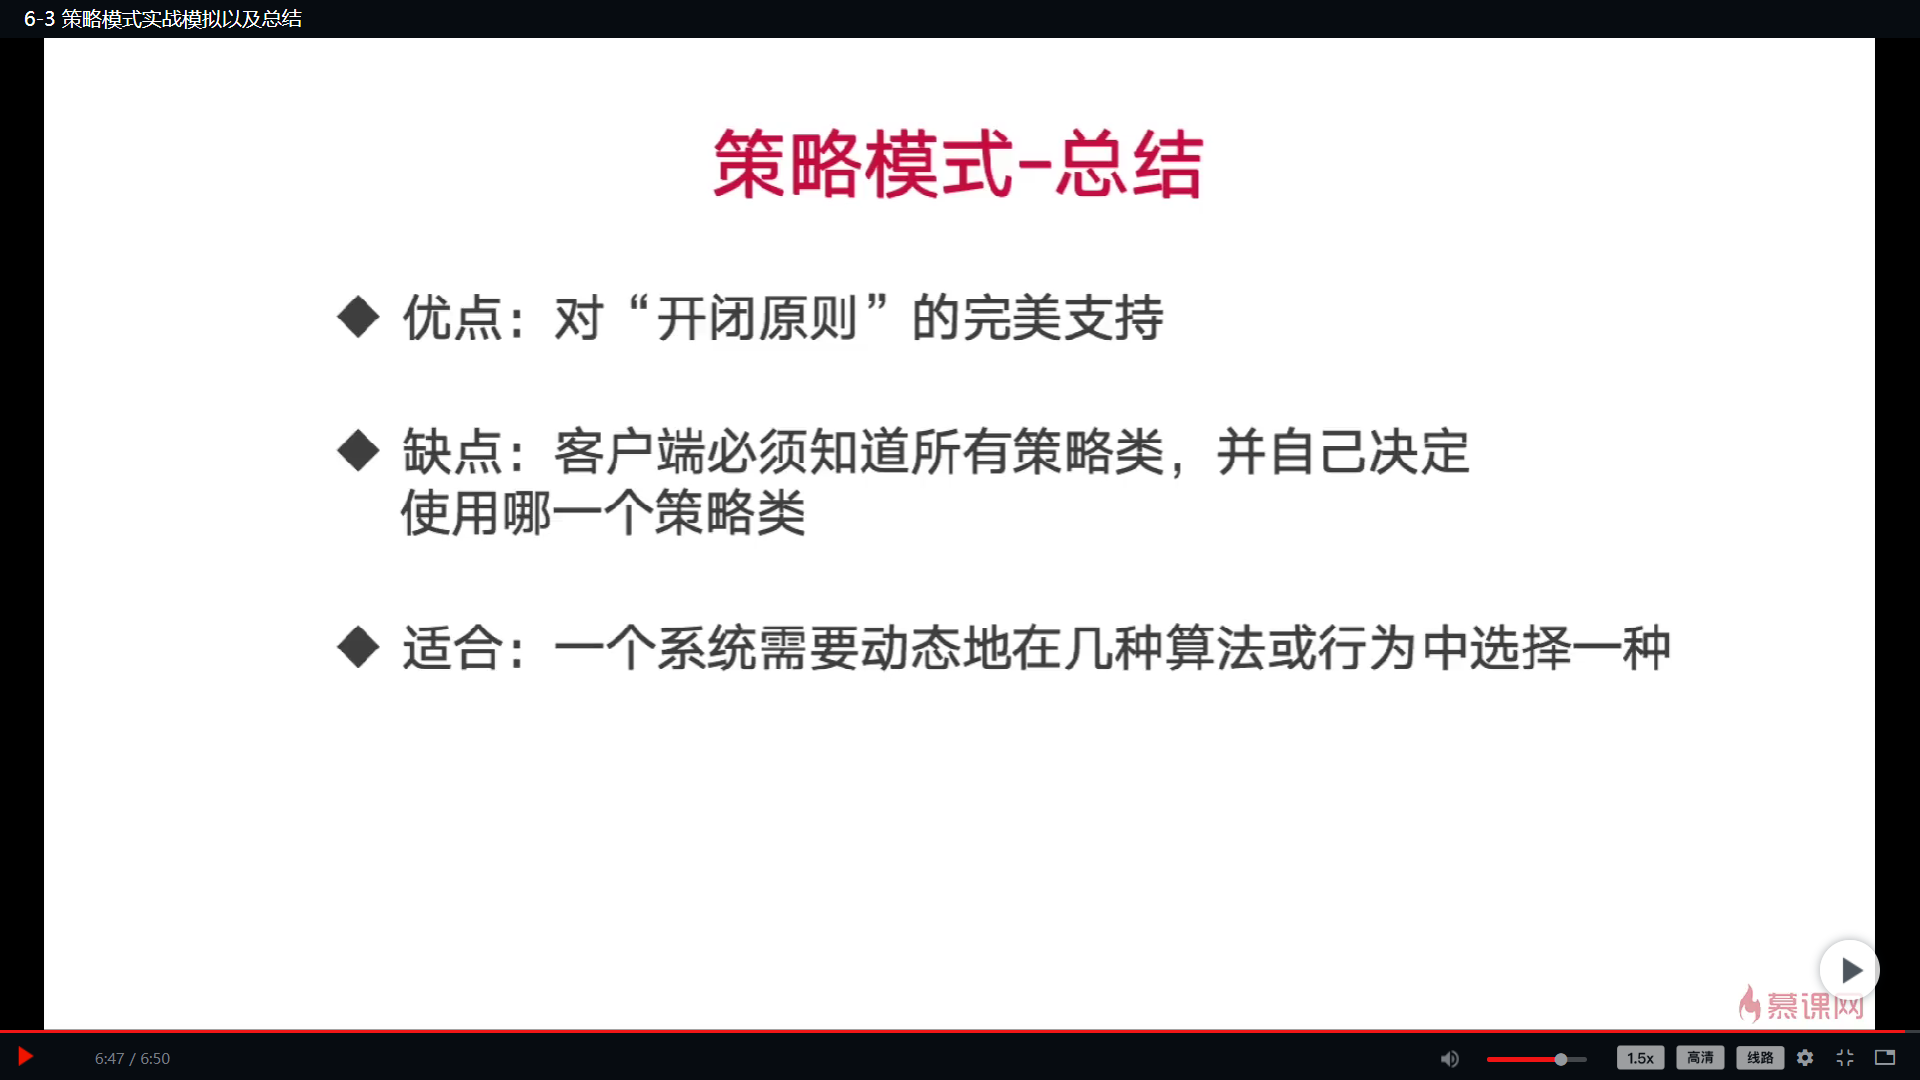 6-3 策略模式实战模拟以及总结
策略模式-总结
◆ 优点：对“开闭原则”的完美支持
◆ 缺点：客户端必须知道所有策略类，并自己决定
使用哪一个策略类
◆ 适合：一个系统需要动态地在几种算法或行为中选择一种
慕课网
6:47 / 6:50
1.5x 高清 线路